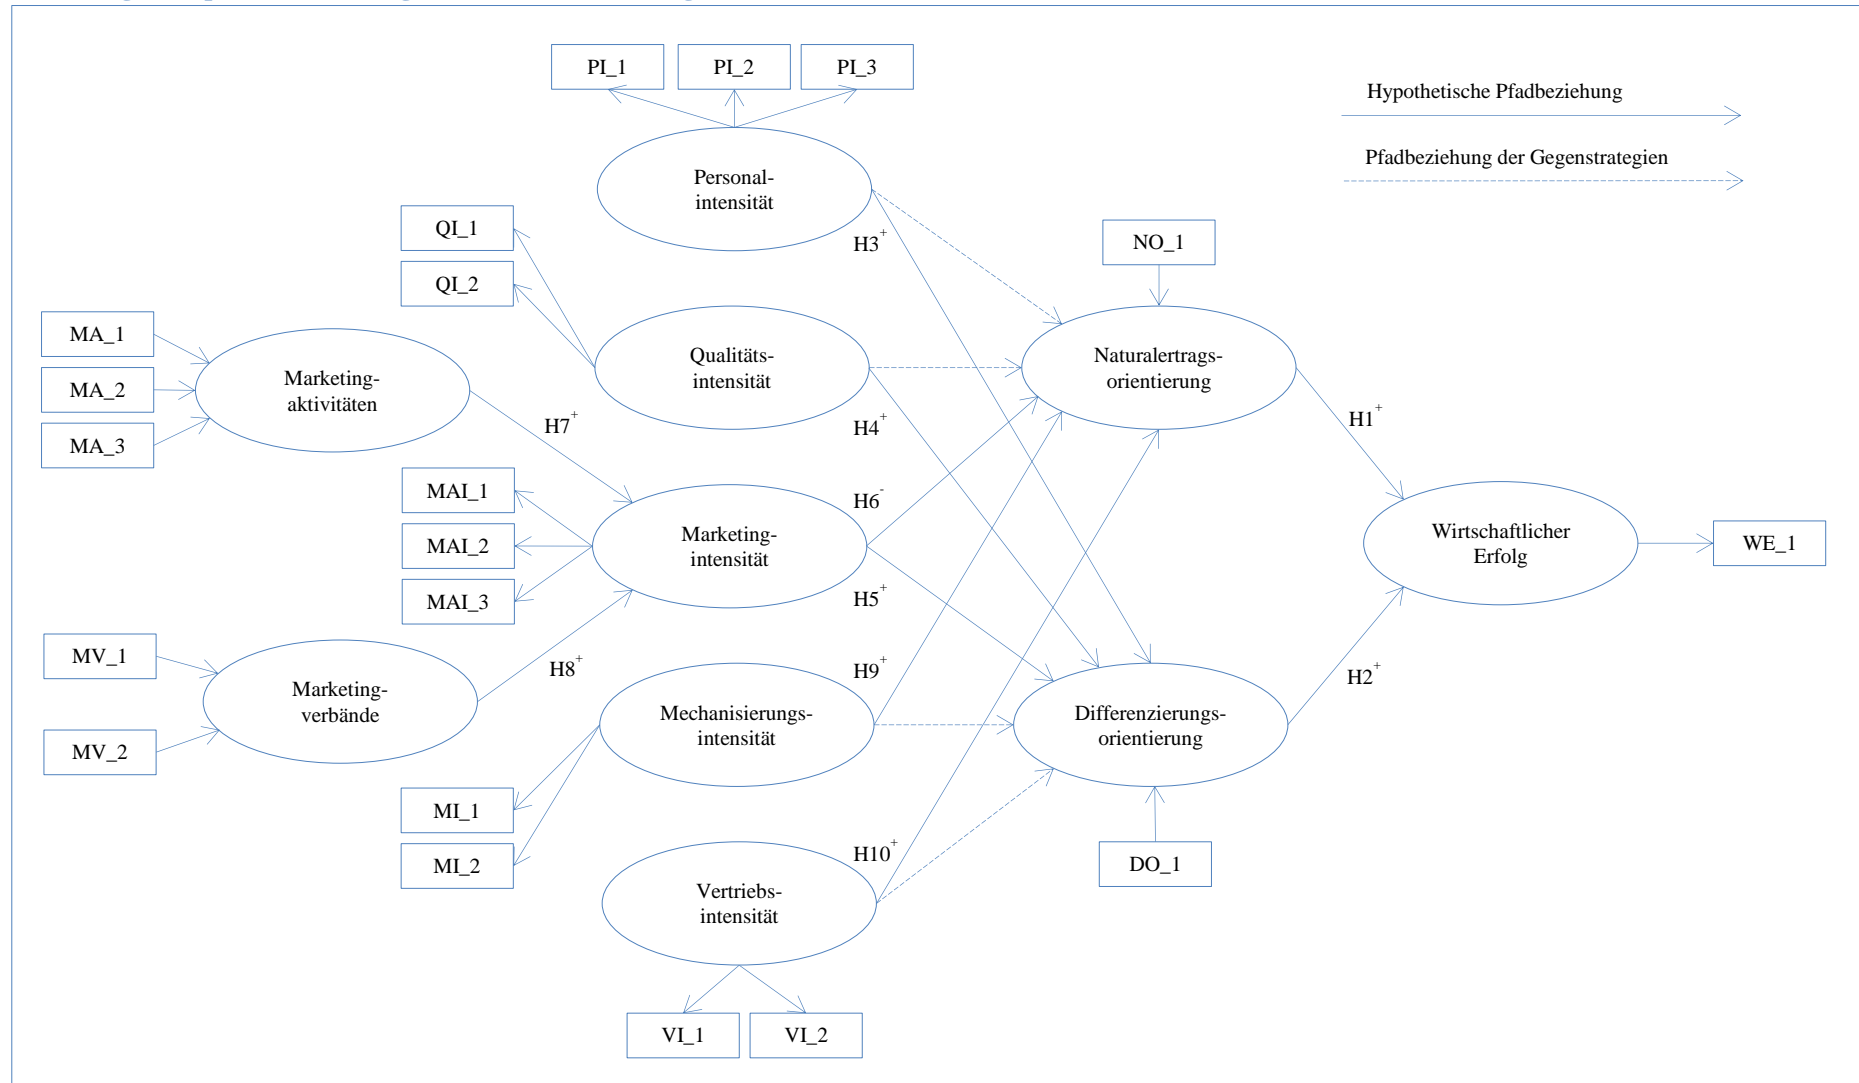 PI_1
PI_2
PI_3
Hypothetische Pfadbeziehung
Pfadbeziehung der Gegenstrategien
Personal-
intensität
QI_1
QI_2
H3+
NO_1
MA_1
MA_2
MA_3
Marketing-
aktivitäten
Qualitäts-
intensität
Naturalertrags-
orientierung
H7+
H4+
H1+
MAI_1
MAI_2
MAI_3
Marketing-
intensität
H6-
H5+
Wirtschaftlicher
Erfolg
WE_1
MV_1
MV_2
Marketing-
verbände
H8+
H9+
H2+
Mechanisierungs-
intensität
Differenzierungs-
orientierung
MI_1
MI_2
H10+
DO_1
Vertriebs-
intensität
VI_1
VI_2